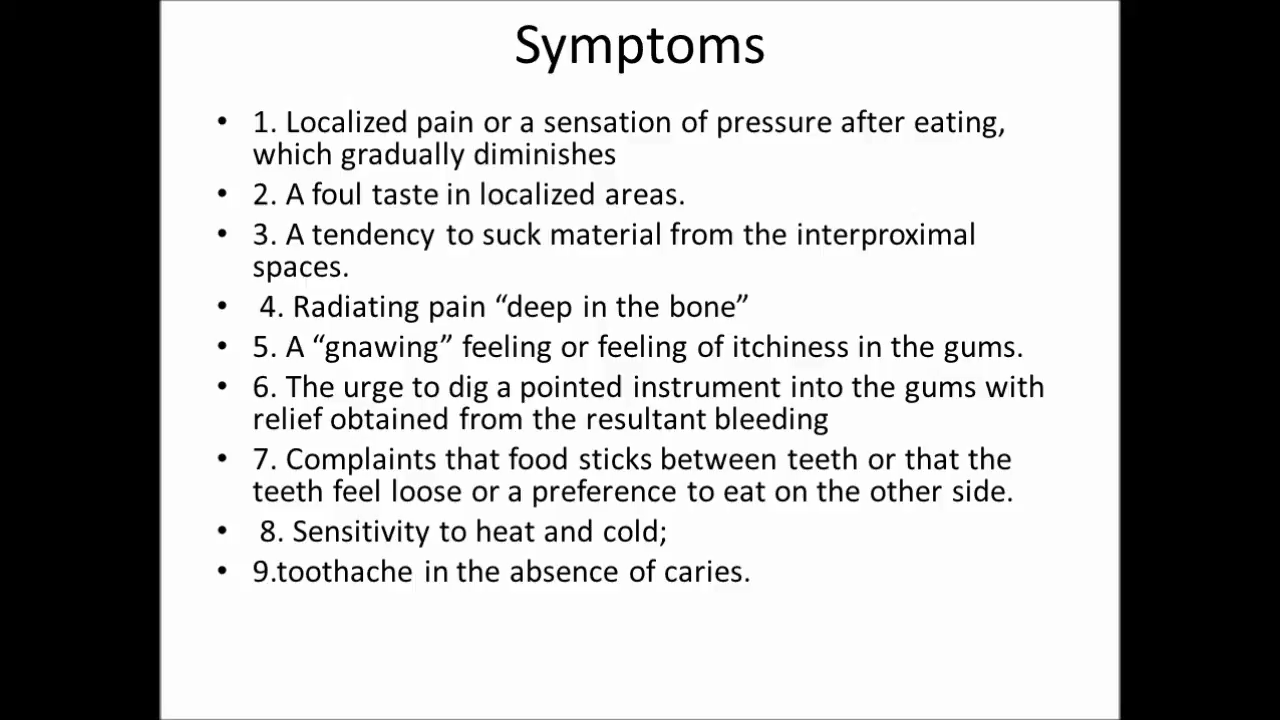 Symptoms
• 1. Localized pain or a sensation of pressure after eating,
which gradually diminishes
• 2. A foul taste in localized areas.
• 3. A tendency to suck material from the interproximal
spaces.
• 4. Radiating pain “deep in the bone”
• 5. A “gnawing” feeling or feeling of itchiness in the gums.
• 6. The urge to dig a pointed instrument into the gums with
relief obtained from the resultant bleeding
• 7. Complaints that food sticks between teeth or that the
teeth feel loose or a preference to eat on the other side.
• 8. Sensitivity to heat and cold;
• 9.toothache in the absence of caries.